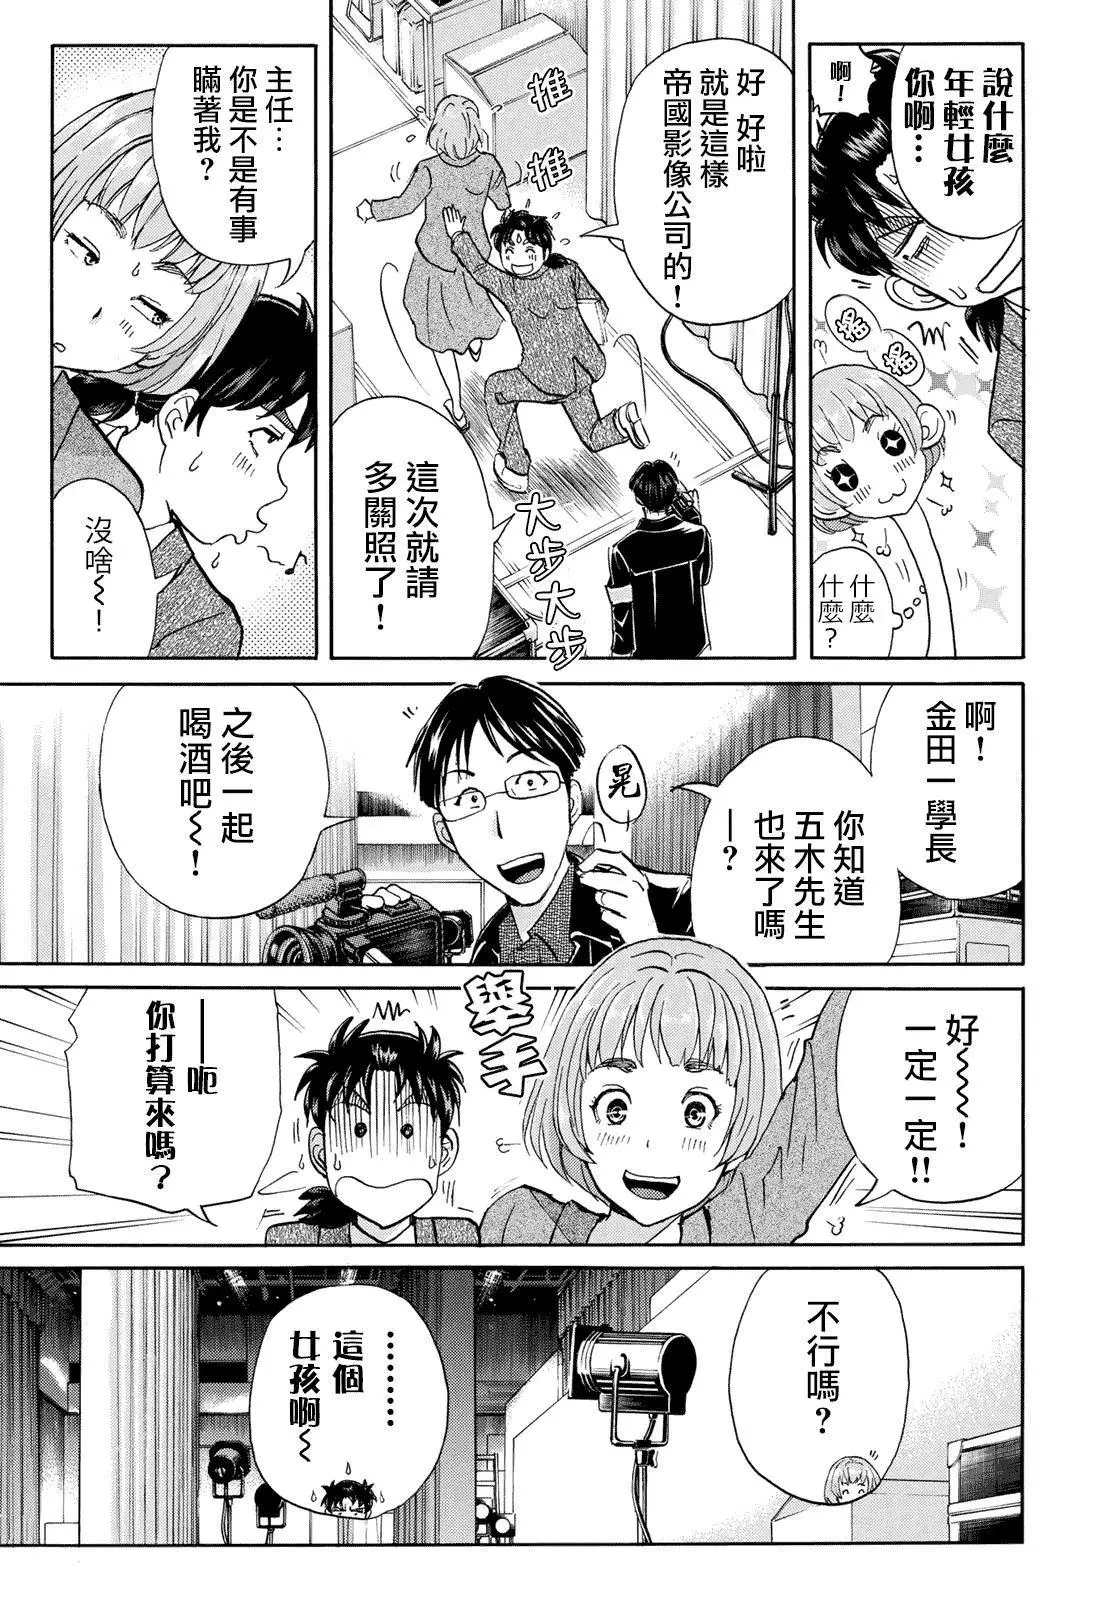 說什麼
年輕女孩
你啊…
啊！
什麼
什麼？
好 好啦
就是這樣
帝國影像公司的！
推
推
這次就請
多關照了！
大步大步
主任…
你是不是有事
瞞著我？
沒啥～！
啊！
金田一學長
你知道
五木先生
也來了嗎
—？
晃
之後一起
喝酒吧～！
好～～！
一定一定!!
舉手
——呃
你打算來嗎？
不行嗎？
………
這個
女孩啊～